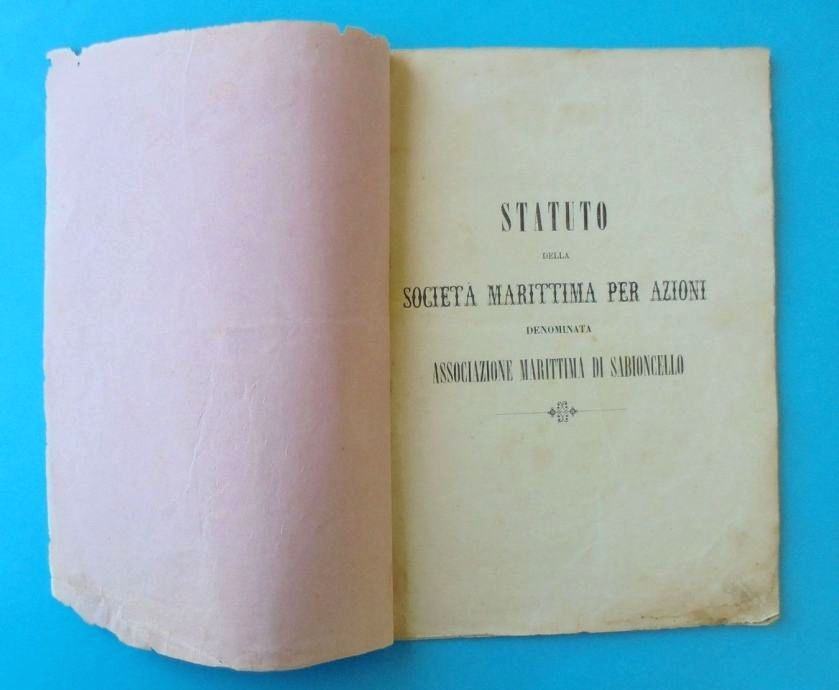 STATUTO
DELLA
SOCIETÀ MARITTIMA PER AZIONI
DENOMINATA
ASSOCIAZIONE MARITTIMA DI SABIONCELLO